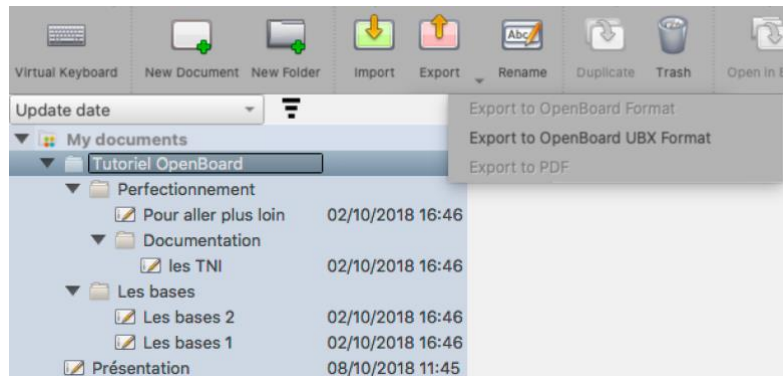 Abc
Virtual Keyboard New Document New Folder Import Export Rename Duplicate Trash Open in
Update date
Export to OpenBoard Format
Export to OpenBoard UBX Format
Export to PDF
My documents
Tutoriel OpenBoard
Perfectionnement
Pour aller plus loin 02/10/2018 16:46
Documentation
les TNI 02/10/2018 16:46
Les bases
Les bases 2 02/10/2018 16:46
Les bases 1 02/10/2018 16:46
Présentation 08/10/2018 11:45